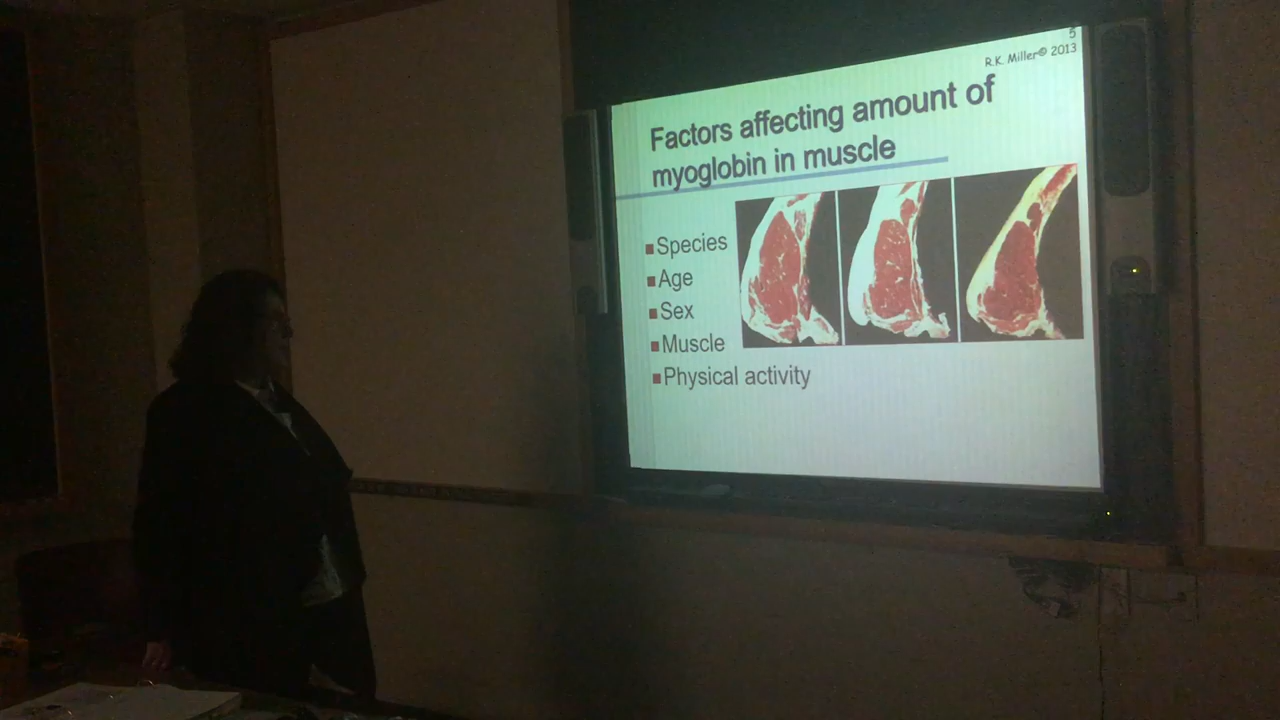 5
R.K. Miller© 2013
Factors affecting amount of
myoglobin in muscle
Species
Age
Sex
Muscle
Physical activity